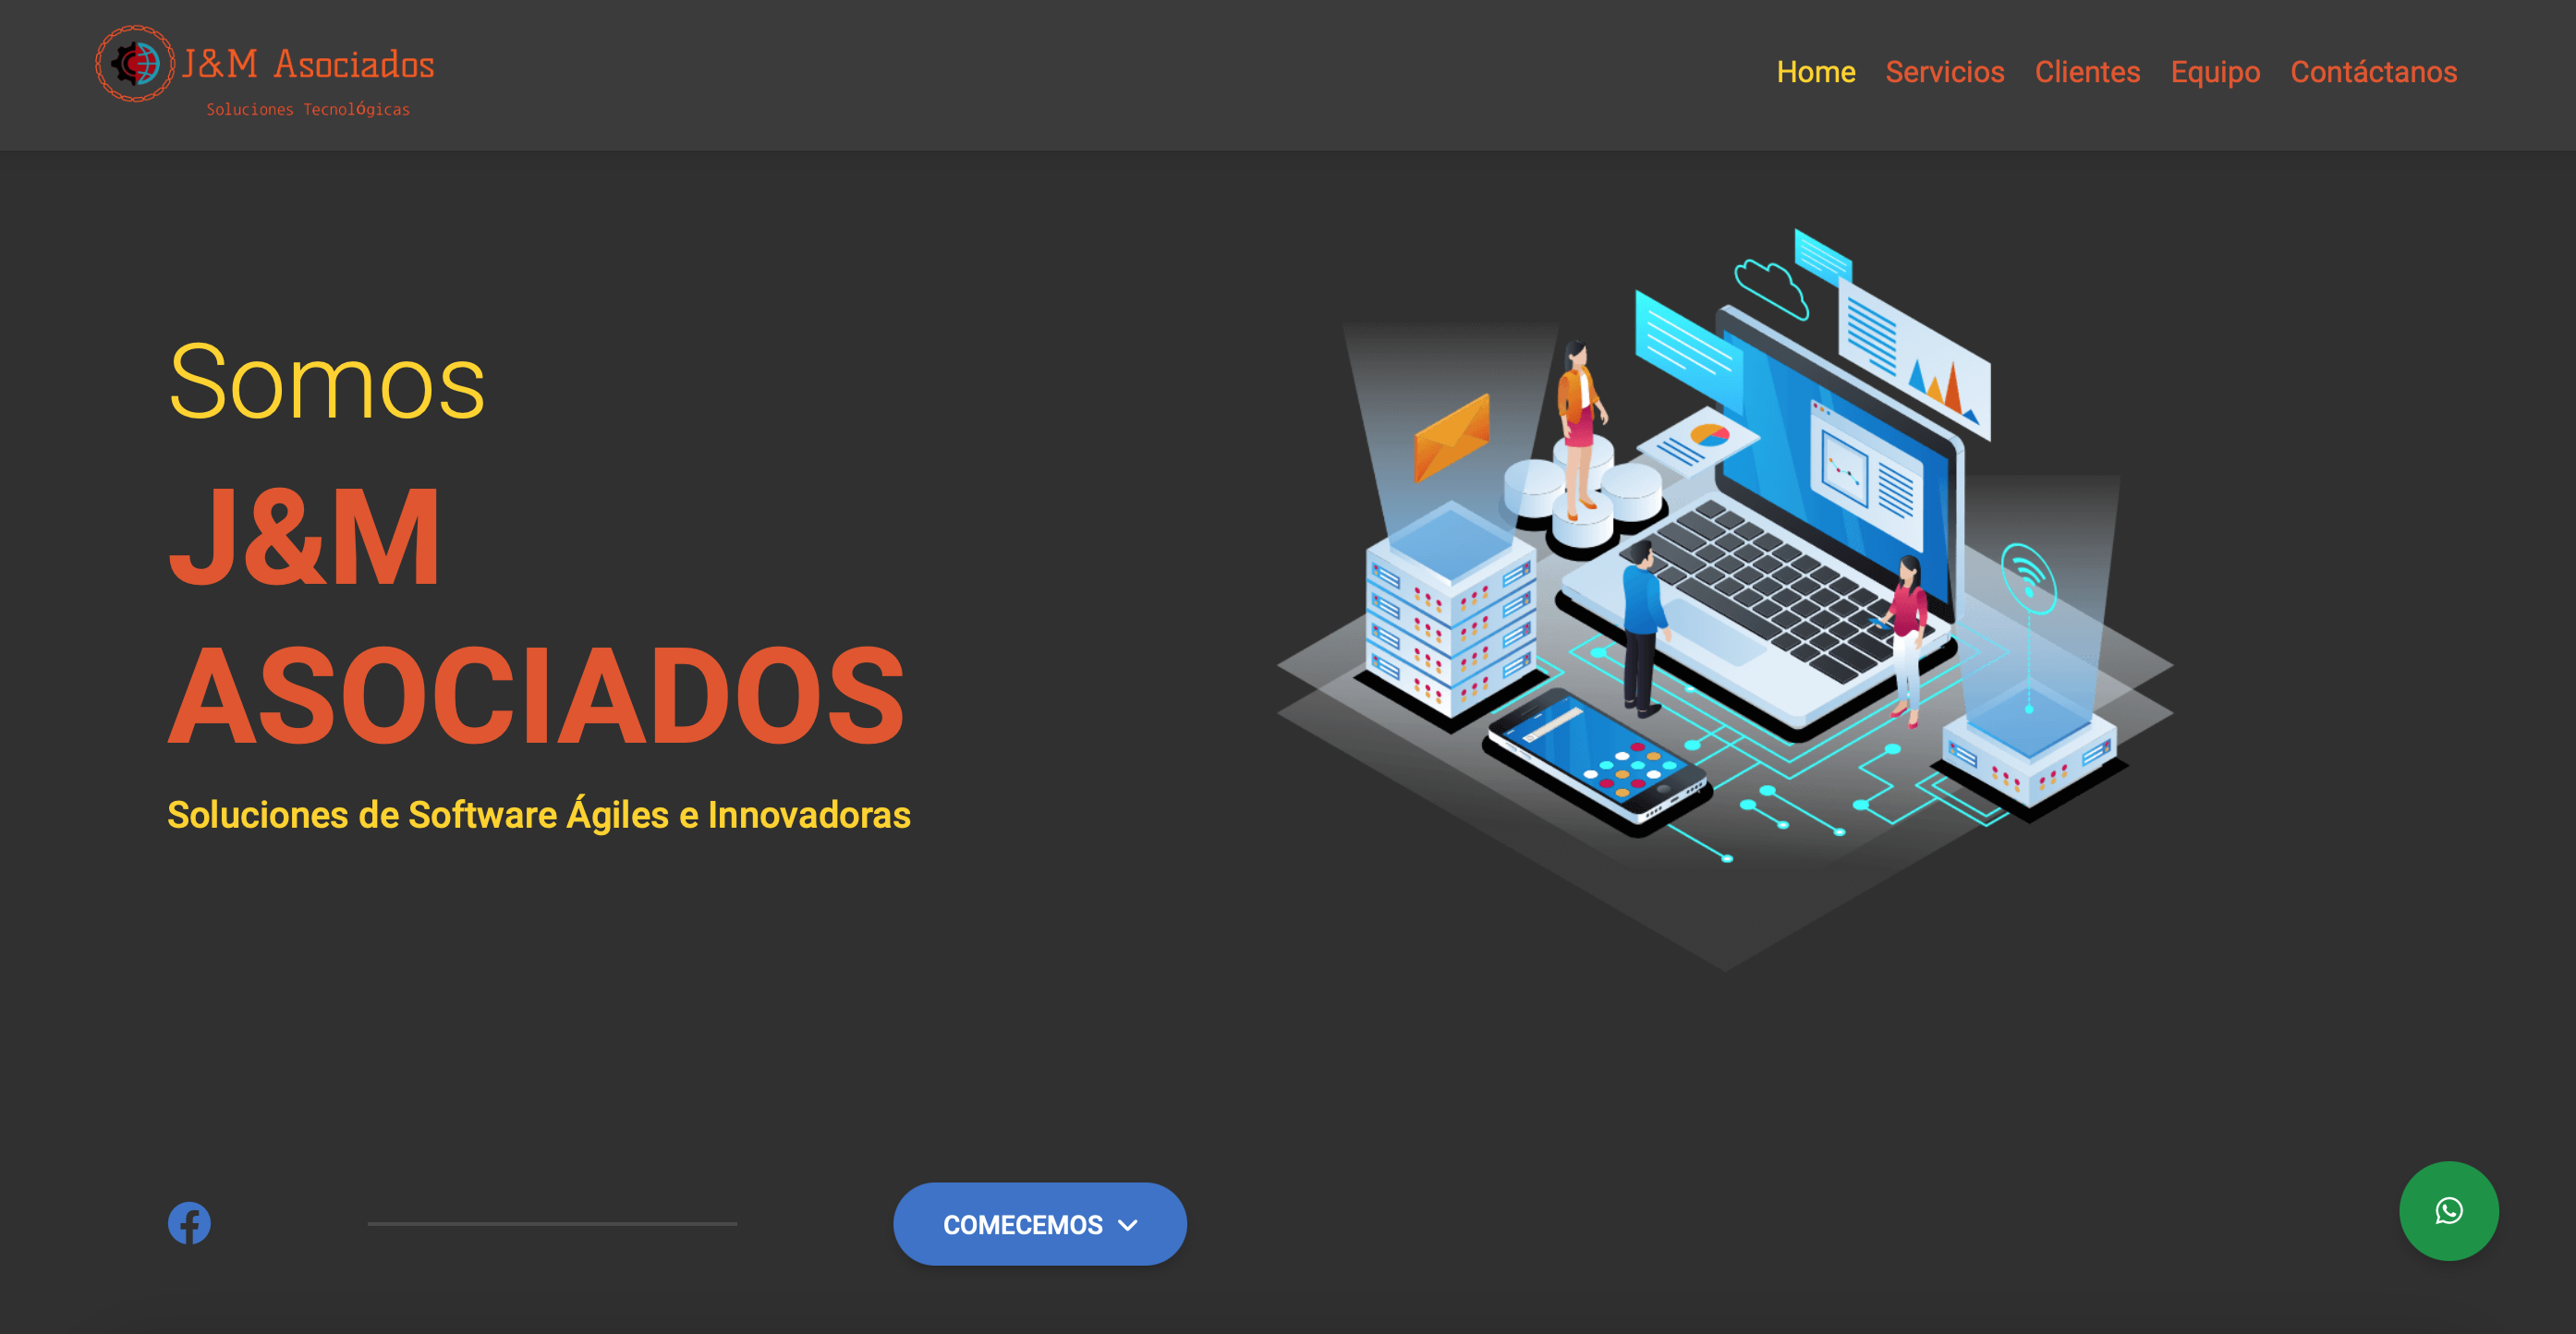 J&M Asociados
Soluciones Tecnológicas
Home Servicios Clientes Equipo Contáctanos
Somos
J&M
ASOCIADOS
Soluciones de Software Ágiles e Innovadoras
COMECEMOS